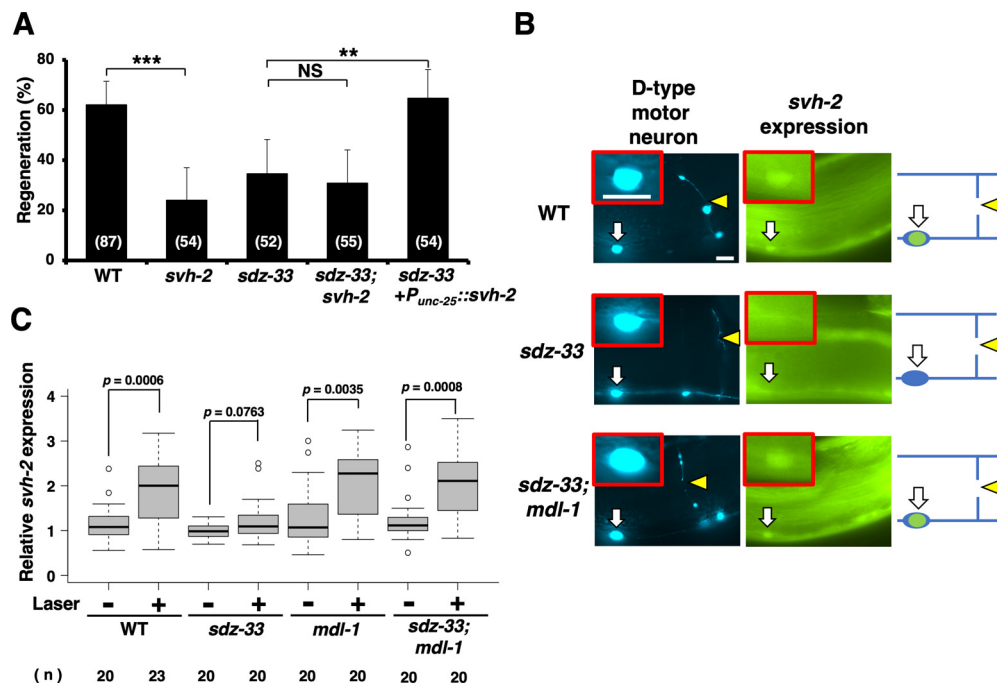 A
Regeneration (%)
80
60
40
20
0
***
NS
**
(87)
(54)
(52)
(55)
(54)
WT
svh-2
sdz-33
sdz-33;
svh-2
sdz-33
+Punc-25::svh-2
B
D-type
motor
neuron
svh-2
expression
WT
sdz-33
sdz-33;
mdl-1
C
Relative svh-2 expression
4
3
2
1
0
p = 0.0006
p = 0.0763
p = 0.0035
p = 0.0008
Laser - + - + - + - +
WT
sdz-33
mdl-1
sdz-33;
mdl-1
( n ) 20 23 20 20 20 20 20 20